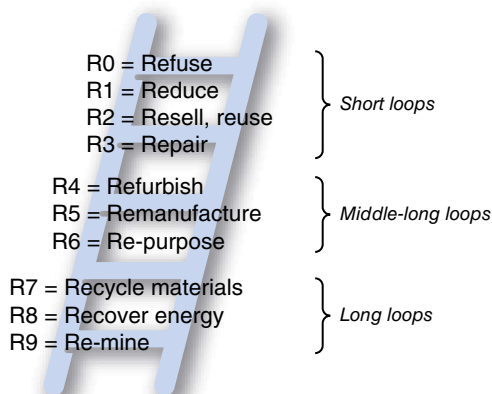 R0 = Refuse
R1 = Reduce
R2 = Resell, reuse
R3 = Repair
Short loops
R4 = Refurbish
R5 = Remanufacture
R6 = Re-purpose
Middle-long loops
R7 = Recycle materials
R8 = Recover energy
R9 = Re-mine
Long loops